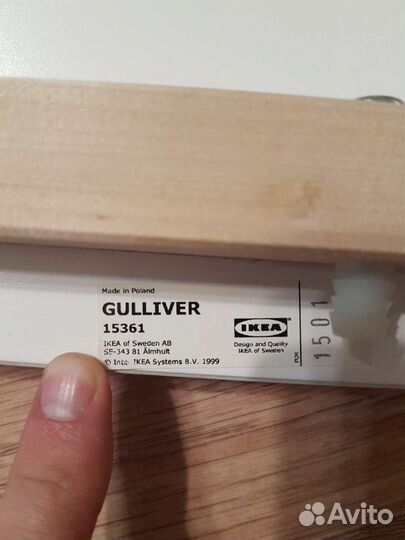 Made in Poland
GULLIVER
15361
IKEA of Sweden AB
SE-343 81 Älmhult
© Inter IKEA Systems B.V. 1999
IKEA
Design and Quality
IKEA of Sweden
1501
Avito